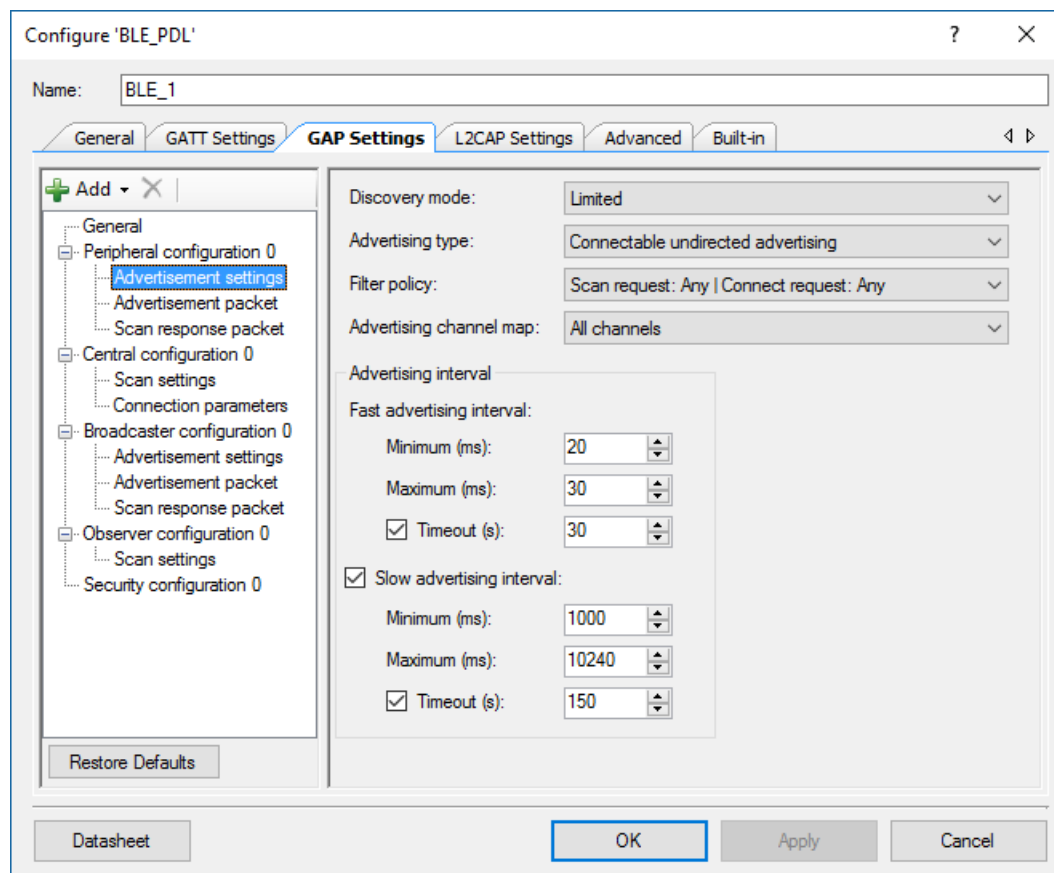 Configure 'BLE_PDL'
?
Name:
BLE_1
General GATT Settings GAP Settings L2CAP Settings Advanced Built-in
Add
General
Peripheral configuration 0
Advertisement settings
Advertisement packet
Scan response packet
Central configuration 0
Scan settings
Connection parameters
Broadcaster configuration 0
Advertisement settings
Advertisement packet
Scan response packet
Observer configuration 0
Scan settings
Security configuration 0
Restore Defaults
Discovery mode: Limited
Advertising type: Connectable undirected advertising
Filter policy: Scan request: Any | Connect request: Any
Advertising channel map: All channels
Advertising interval
Fast advertising interval:
Minimum (ms): 20
Maximum (ms): 30
Timeout (s): 30
Slow advertising interval:
Minimum (ms): 1000
Maximum (ms): 10240
Timeout (s): 150
Datasheet OK Apply Cancel